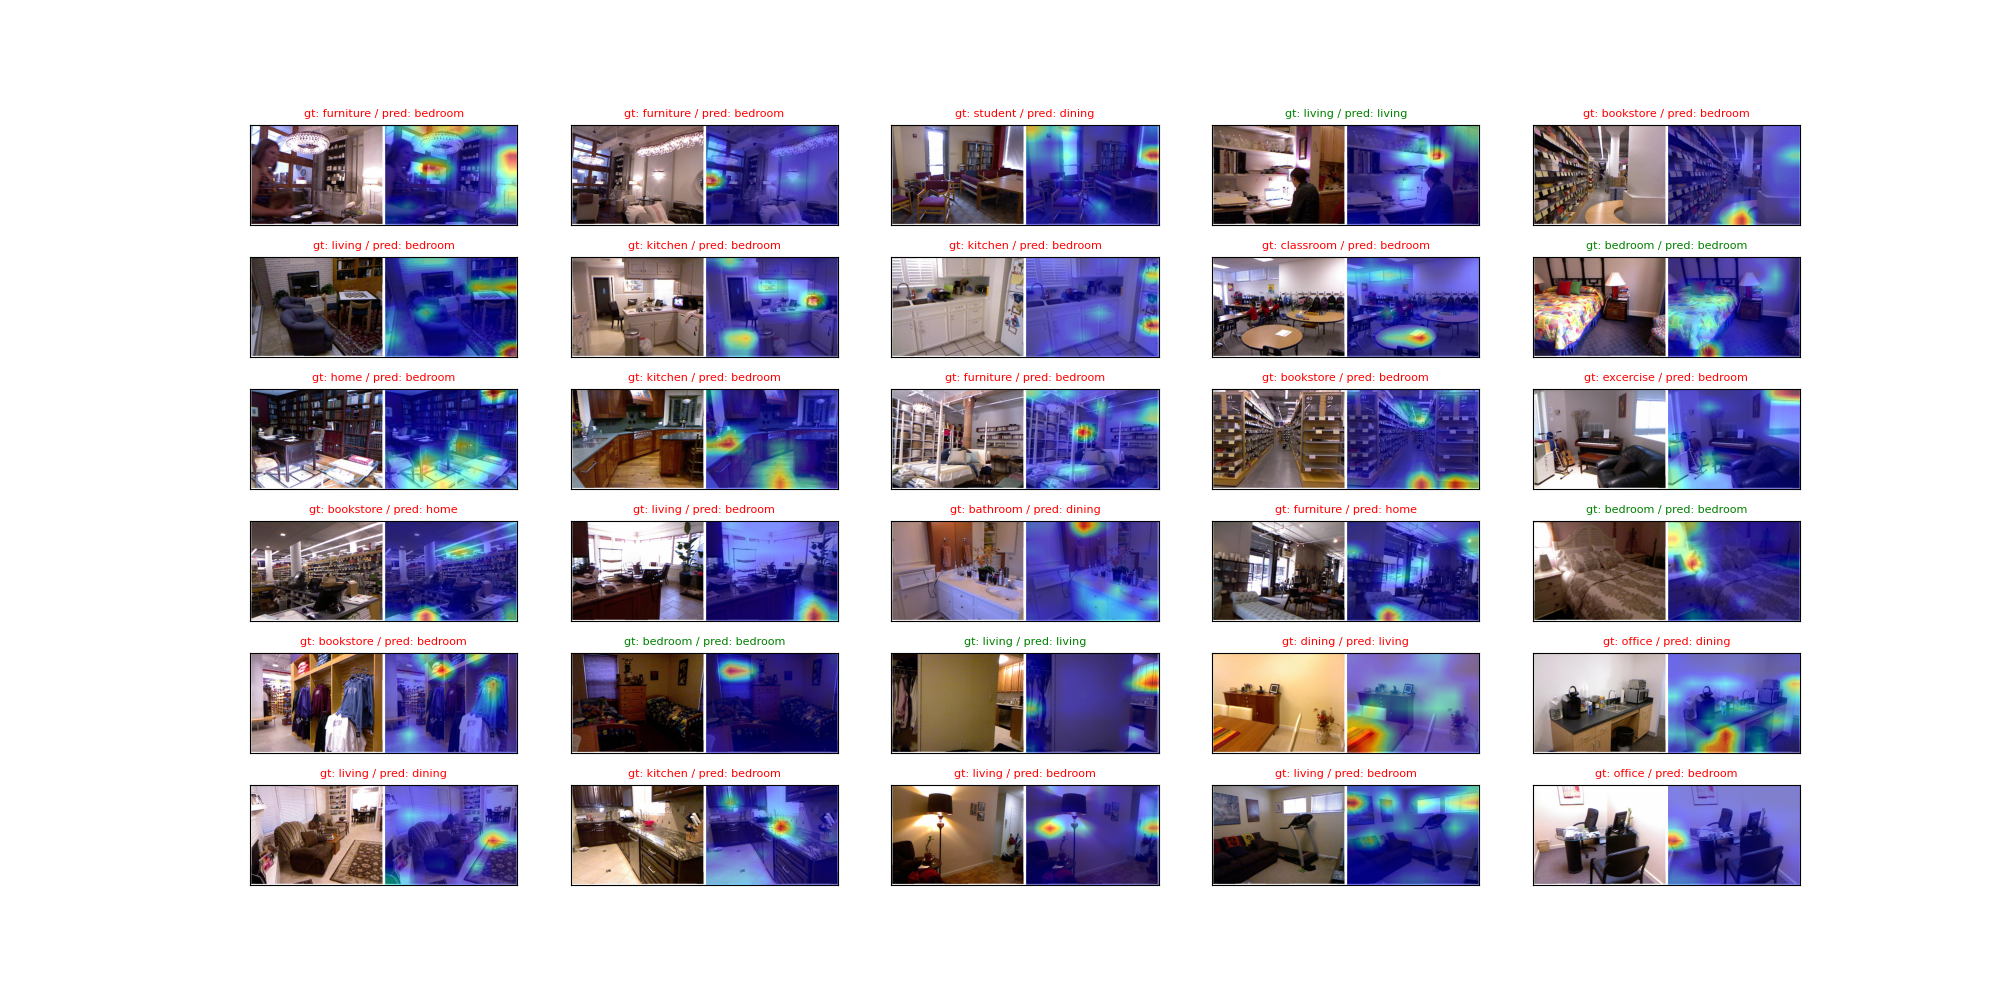 gt: furniture / pred: bedroom
gt: furniture / pred: bedroom
gt: student / pred: dining
gt: living / pred: living
gt: bookstore / pred: bedroom
gt: living / pred: bedroom
gt: kitchen / pred: bedroom
gt: kitchen / pred: bedroom
gt: classroom / pred: bedroom
gt: bedroom / pred: bedroom
gt: home / pred: bedroom
gt: kitchen / pred: bedroom
gt: furniture / pred: bedroom
gt: bookstore / pred: bedroom
gt: excercise / pred: bedroom
gt: bookstore / pred: home
gt: living / pred: bedroom
gt: bathroom / pred: dining
gt: furniture / pred: home
gt: bedroom / pred: bedroom
gt: bookstore / pred: bedroom
gt: bedroom / pred: bedroom
gt: living / pred: living
gt: dining / pred: living
gt: office / pred: dining
gt: living / pred: dining
gt: kitchen / pred: bedroom
gt: living / pred: bedroom
gt: living / pred: bedroom
gt: office / pred: bedroom